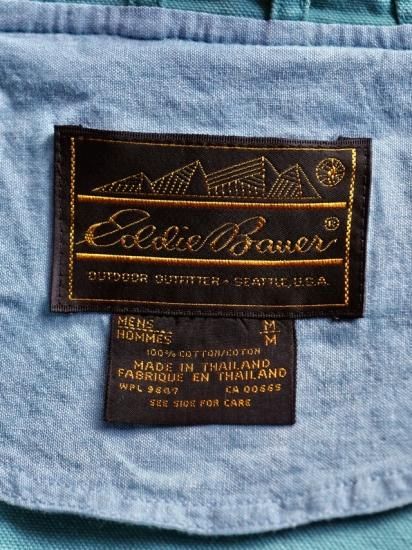 Eddie Bauer®
OUTDOOR OUTFITTER • SEATTLE, U.S.A.
MENS M
HOMMES M
100% COTTON/COTON
MADE IN THAILAND
FABRIQUE EN THAILAND
WPL 9607 CA 00665
SEE SIDE FOR CARE